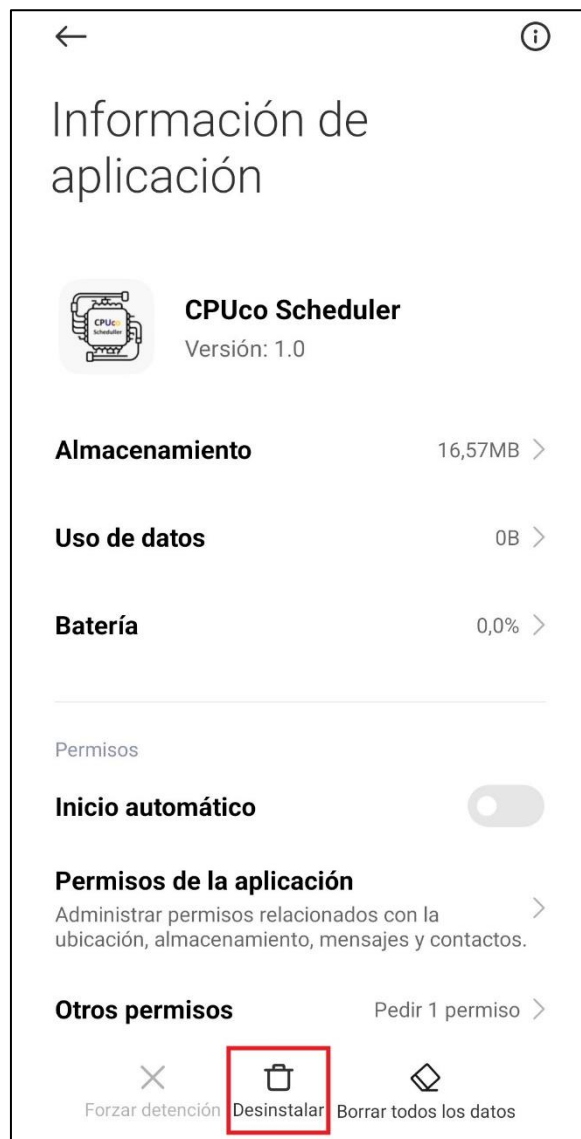 Información de
aplicación
CPUco
Scheduller
CPUco Scheduler
Versión: 1.0
Almacenamiento 16,57MB
Uso de datos 0B
Batería 0,0%
Permisos
Inicio automático
Permisos de la aplicación
Administrar permisos relacionados con la
ubicación, almacenamiento, mensajes y contactos.
Otros permisos Pedir 1 permiso
Forzar detención Desinstalar Borrar todos los datos